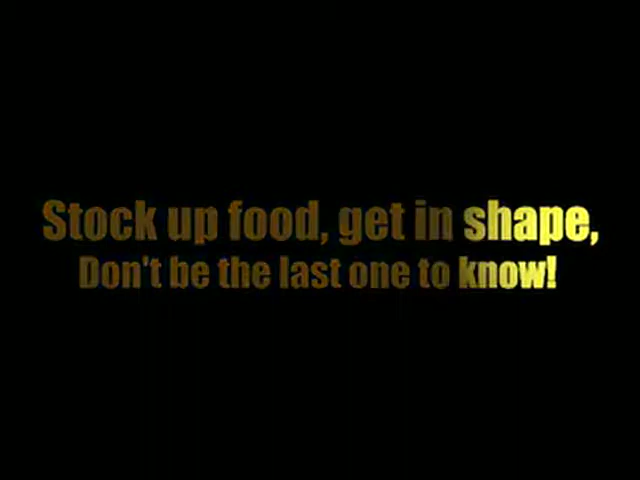 Stock up food, get in shape,
Don't be the last one to know!